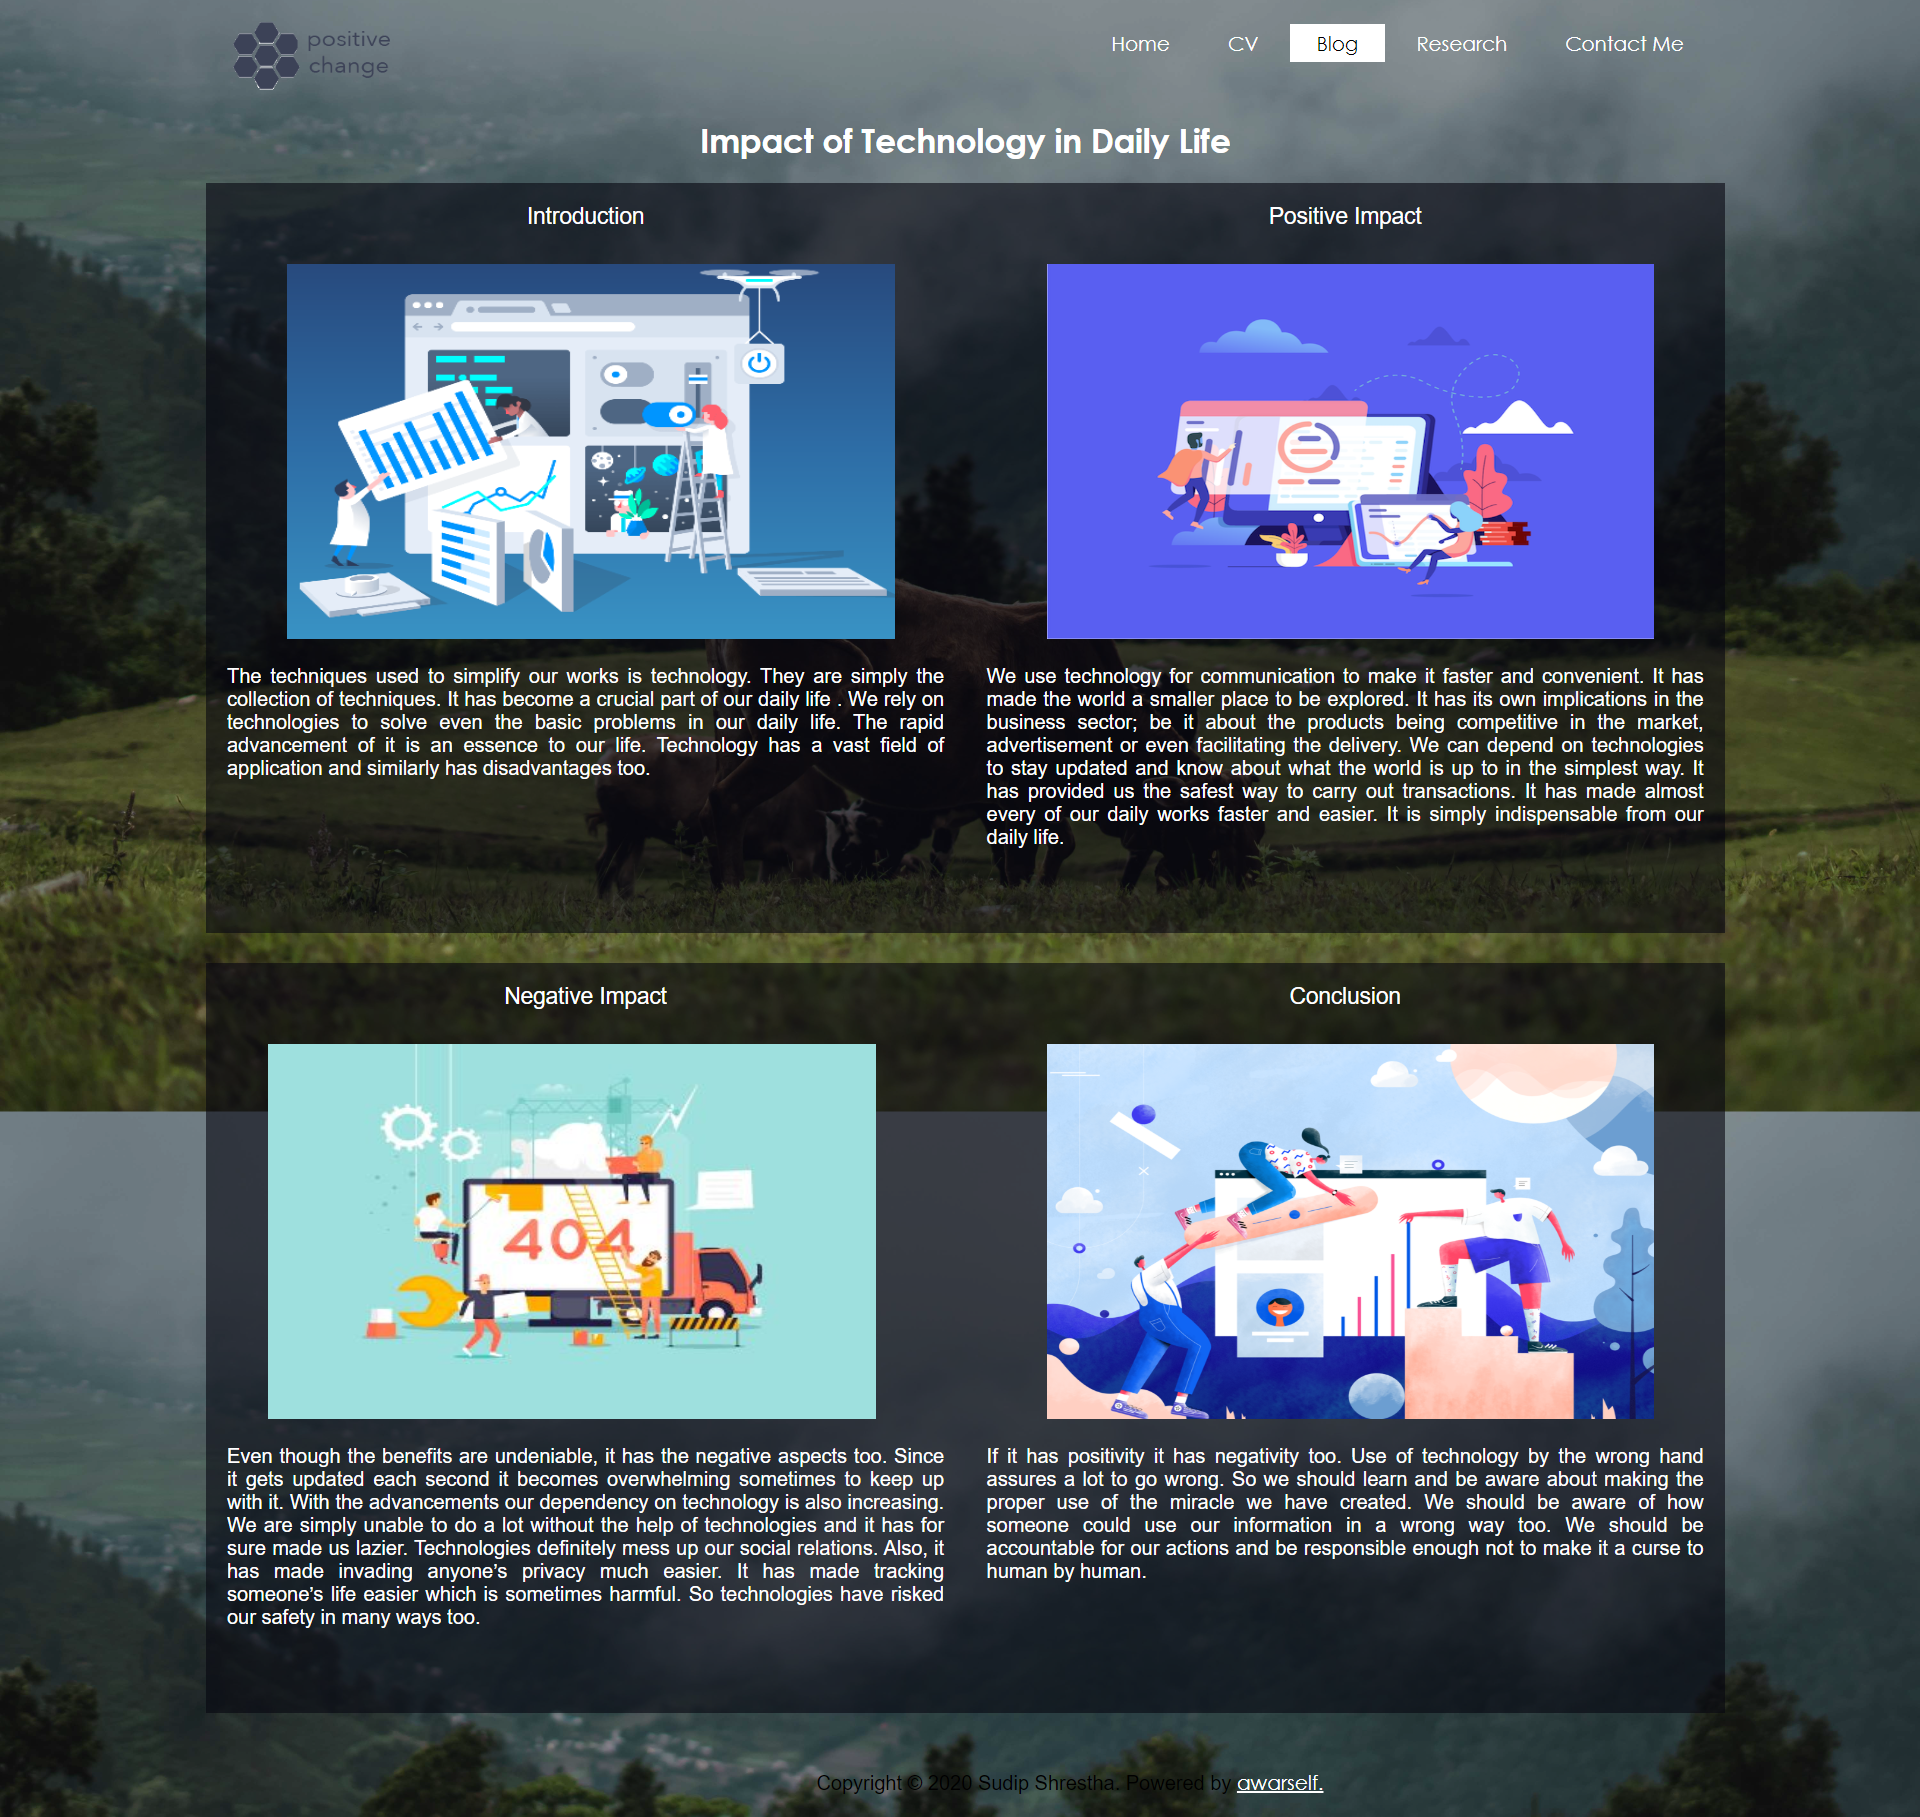 positive
change
Home CV Blog Research Contact Me
Impact of Technology in Daily Life
Introduction
The techniques used to simplify our works is technology. They are simply the
collection of techniques. It has become a crucial part of our daily life . We rely on
technologies to solve even the basic problems in our daily life. The rapid
advancement of it is an essence to our life. Technology has a vast field of
application and similarly has disadvantages too.
Positive Impact
We use technology for communication to make it faster and convenient. It has
made the world a smaller place to be explored. It has its own implications in the
business sector; be it about the products being competitive in the market,
advertisement or even facilitating the delivery. We can depend on technologies
to stay updated and know about what the world is up to in the simplest way. It
has provided us the safest way to carry out transactions. It has made almost
every of our daily works faster and easier. It is simply indispensable from our
daily life.
Negative Impact
404
Even though the benefits are undeniable, it has the negative aspects too. Since
it gets updated each second it becomes overwhelming sometimes to keep up
with it. With the advancements our dependency on technology is also increasing.
We are simply unable to do a lot without the help of technologies and it has for
sure made us lazier. Technologies definitely mess up our social relations. Also, it
has made invading anyone's privacy much easier. It has made tracking
someone's life easier which is sometimes harmful. So technologies have risked
our safety in many ways too.
Conclusion
If it has positivity it has negativity too. Use of technology by the wrong hand
assures a lot to go wrong. So we should learn and be aware about making the
proper use of the miracle we have created. We should be aware of how
someone could use our information in a wrong way too. We should be
accountable for our actions and be responsible enough not to make it a curse to
human by human.
Copyright © 2020 Sudip Shrestha. Powered by awarself.